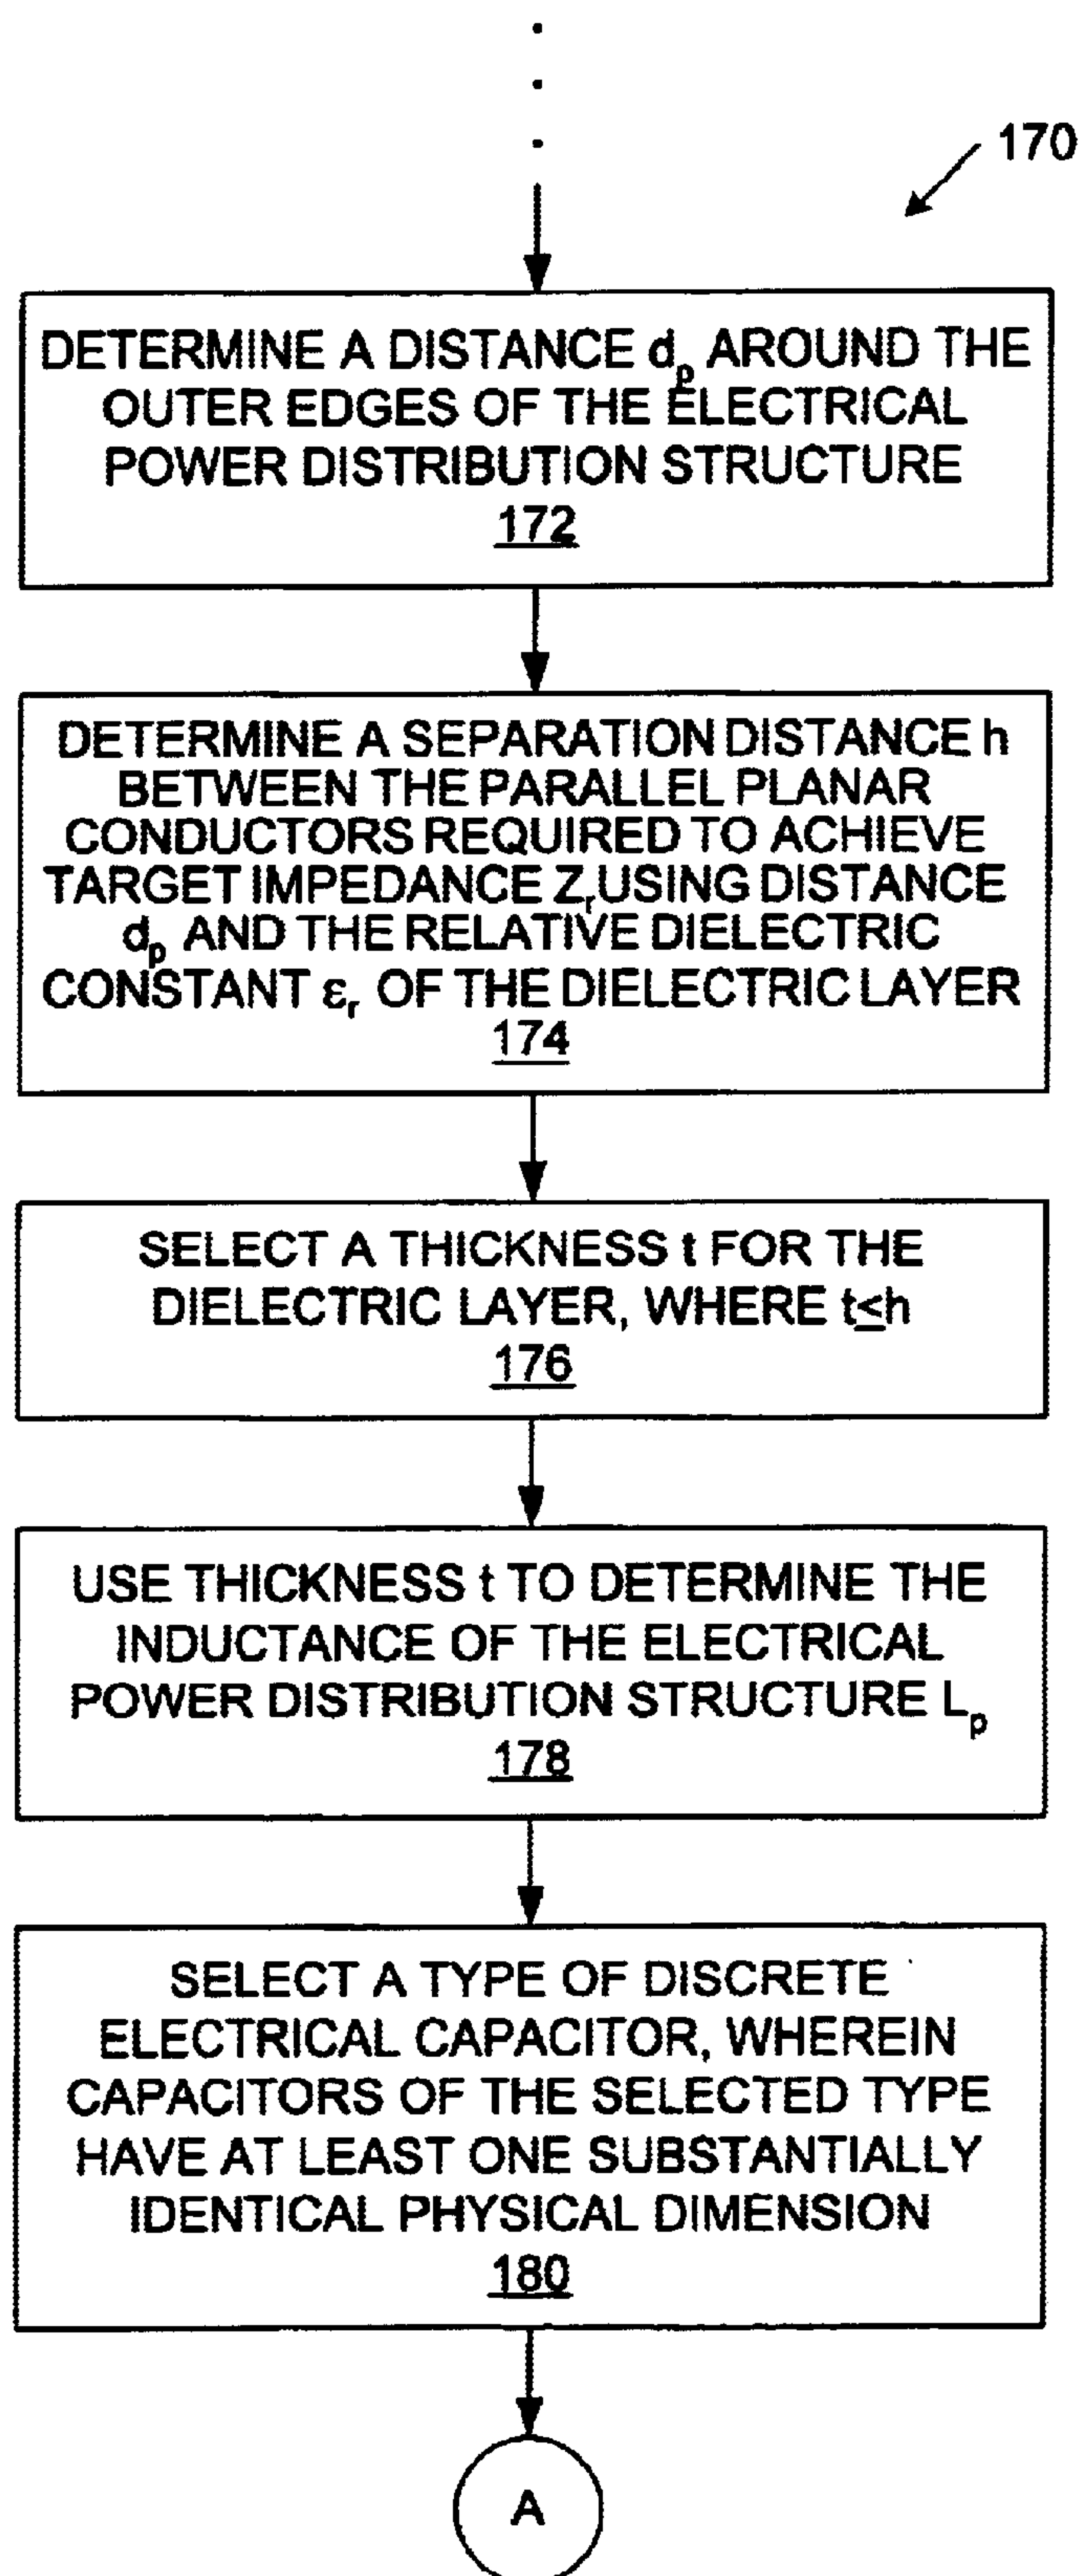 170
DETERMINE A DISTANCE dp AROUND THE
OUTER EDGES OF THE ELECTRICAL
POWER DISTRIBUTION STRUCTURE
172
DETERMINE A SEPARATION DISTANCE h
BETWEEN THE PARALLEL PLANAR
CONDUCTORS REQUIRED TO ACHIEVE
TARGET IMPEDANCE Zr USING DISTANCE
dp AND THE RELATIVE DIELECTRIC
CONSTANT εr OF THE DIELECTRIC LAYER
174
SELECT A THICKNESS t FOR THE
DIELECTRIC LAYER, WHERE t≤h
176
USE THICKNESS t TO DETERMINE THE
INDUCTANCE OF THE ELECTRICAL
POWER DISTRIBUTION STRUCTURE Lp
178
SELECT A TYPE OF DISCRETE
ELECTRICAL CAPACITOR, WHEREIN
CAPACITORS OF THE SELECTED TYPE
HAVE AT LEAST ONE SUBSTANTIALLY
IDENTICAL PHYSICAL DIMENSION
180
A